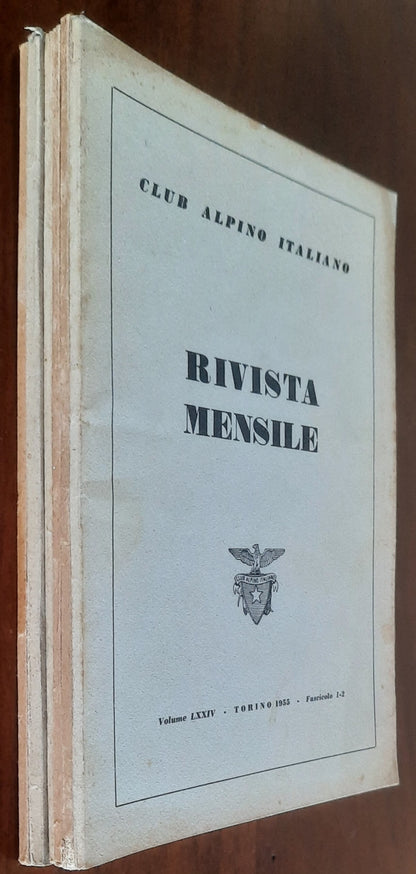 CLUB ALPINO ITALIANO
RIVISTA
MENSILE
CLUB ALPINO ITALIANO
Volume LXXIV - TORINO 1955 - Fascicolo 1-2